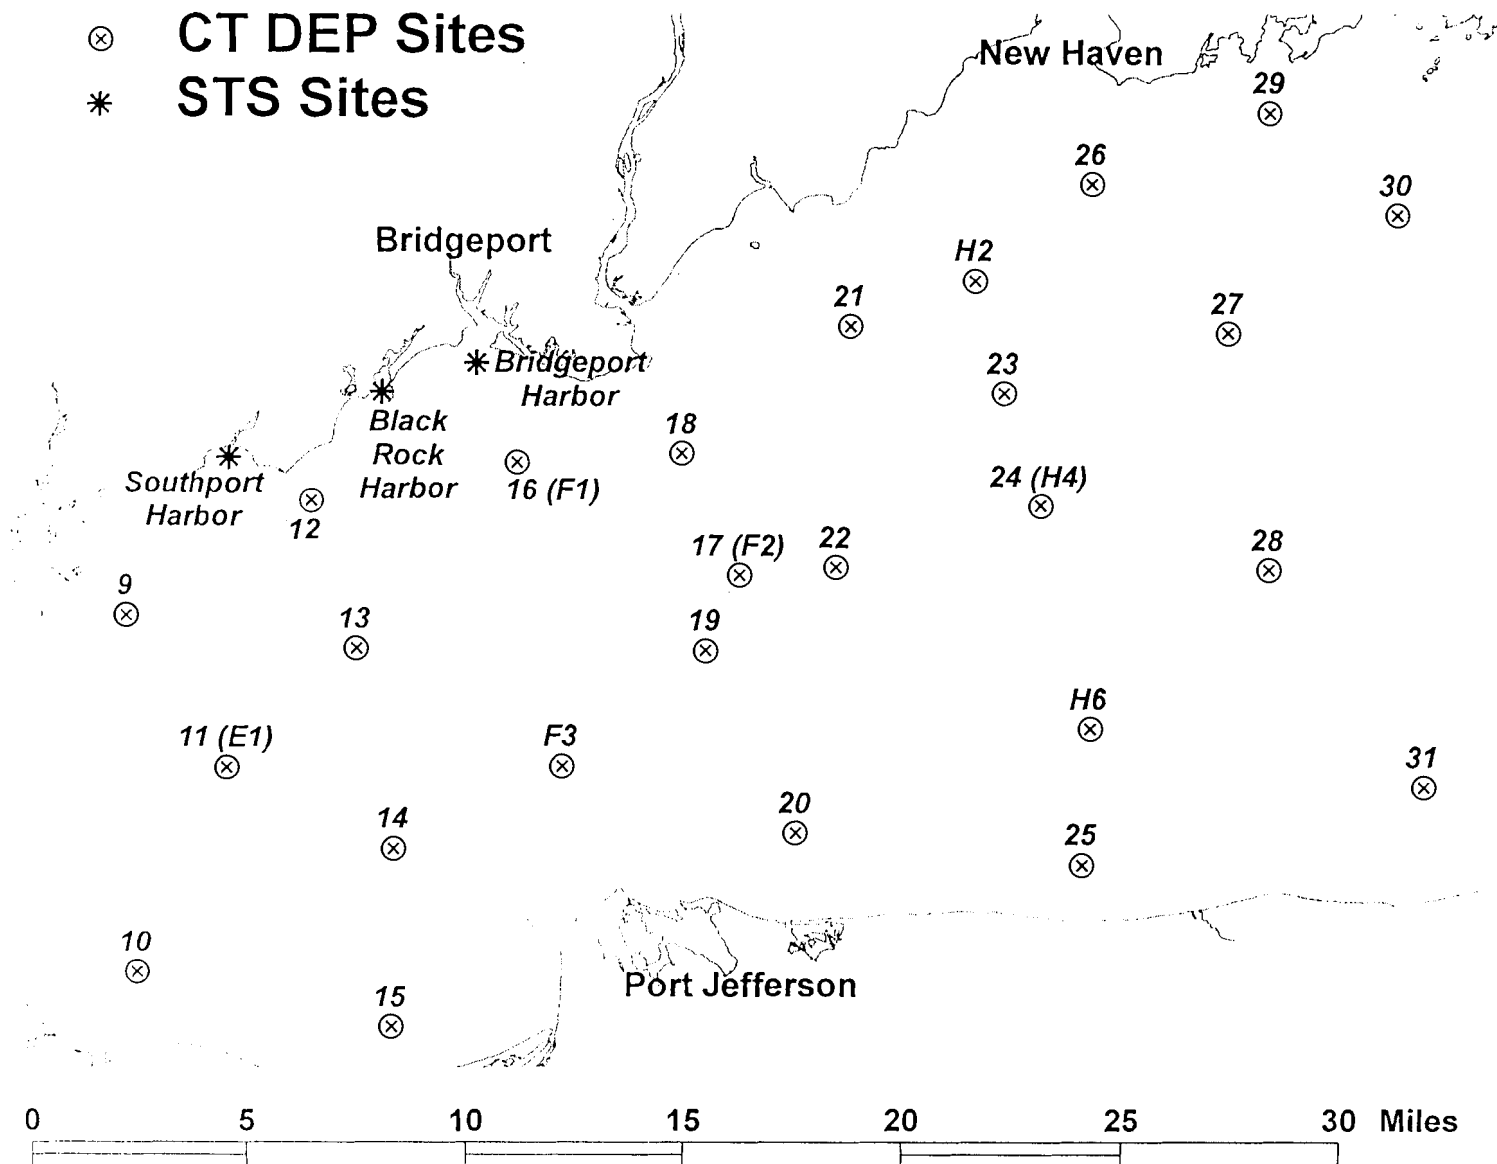 CT DEP Sites
STS Sites
New Haven
29
26
30
Bridgeport
H2
21
27
Bridgeport
Harbor
23
Black
Rock
Harbor
18
Southport
Harbor
16 (F1)
24 (H4)
12
17 (F2)
22
28
9
13
19
11 (E1)
F3
H6
31
14
20
25
10
Port Jefferson
15
0 5 10 15 20 25 30 Miles